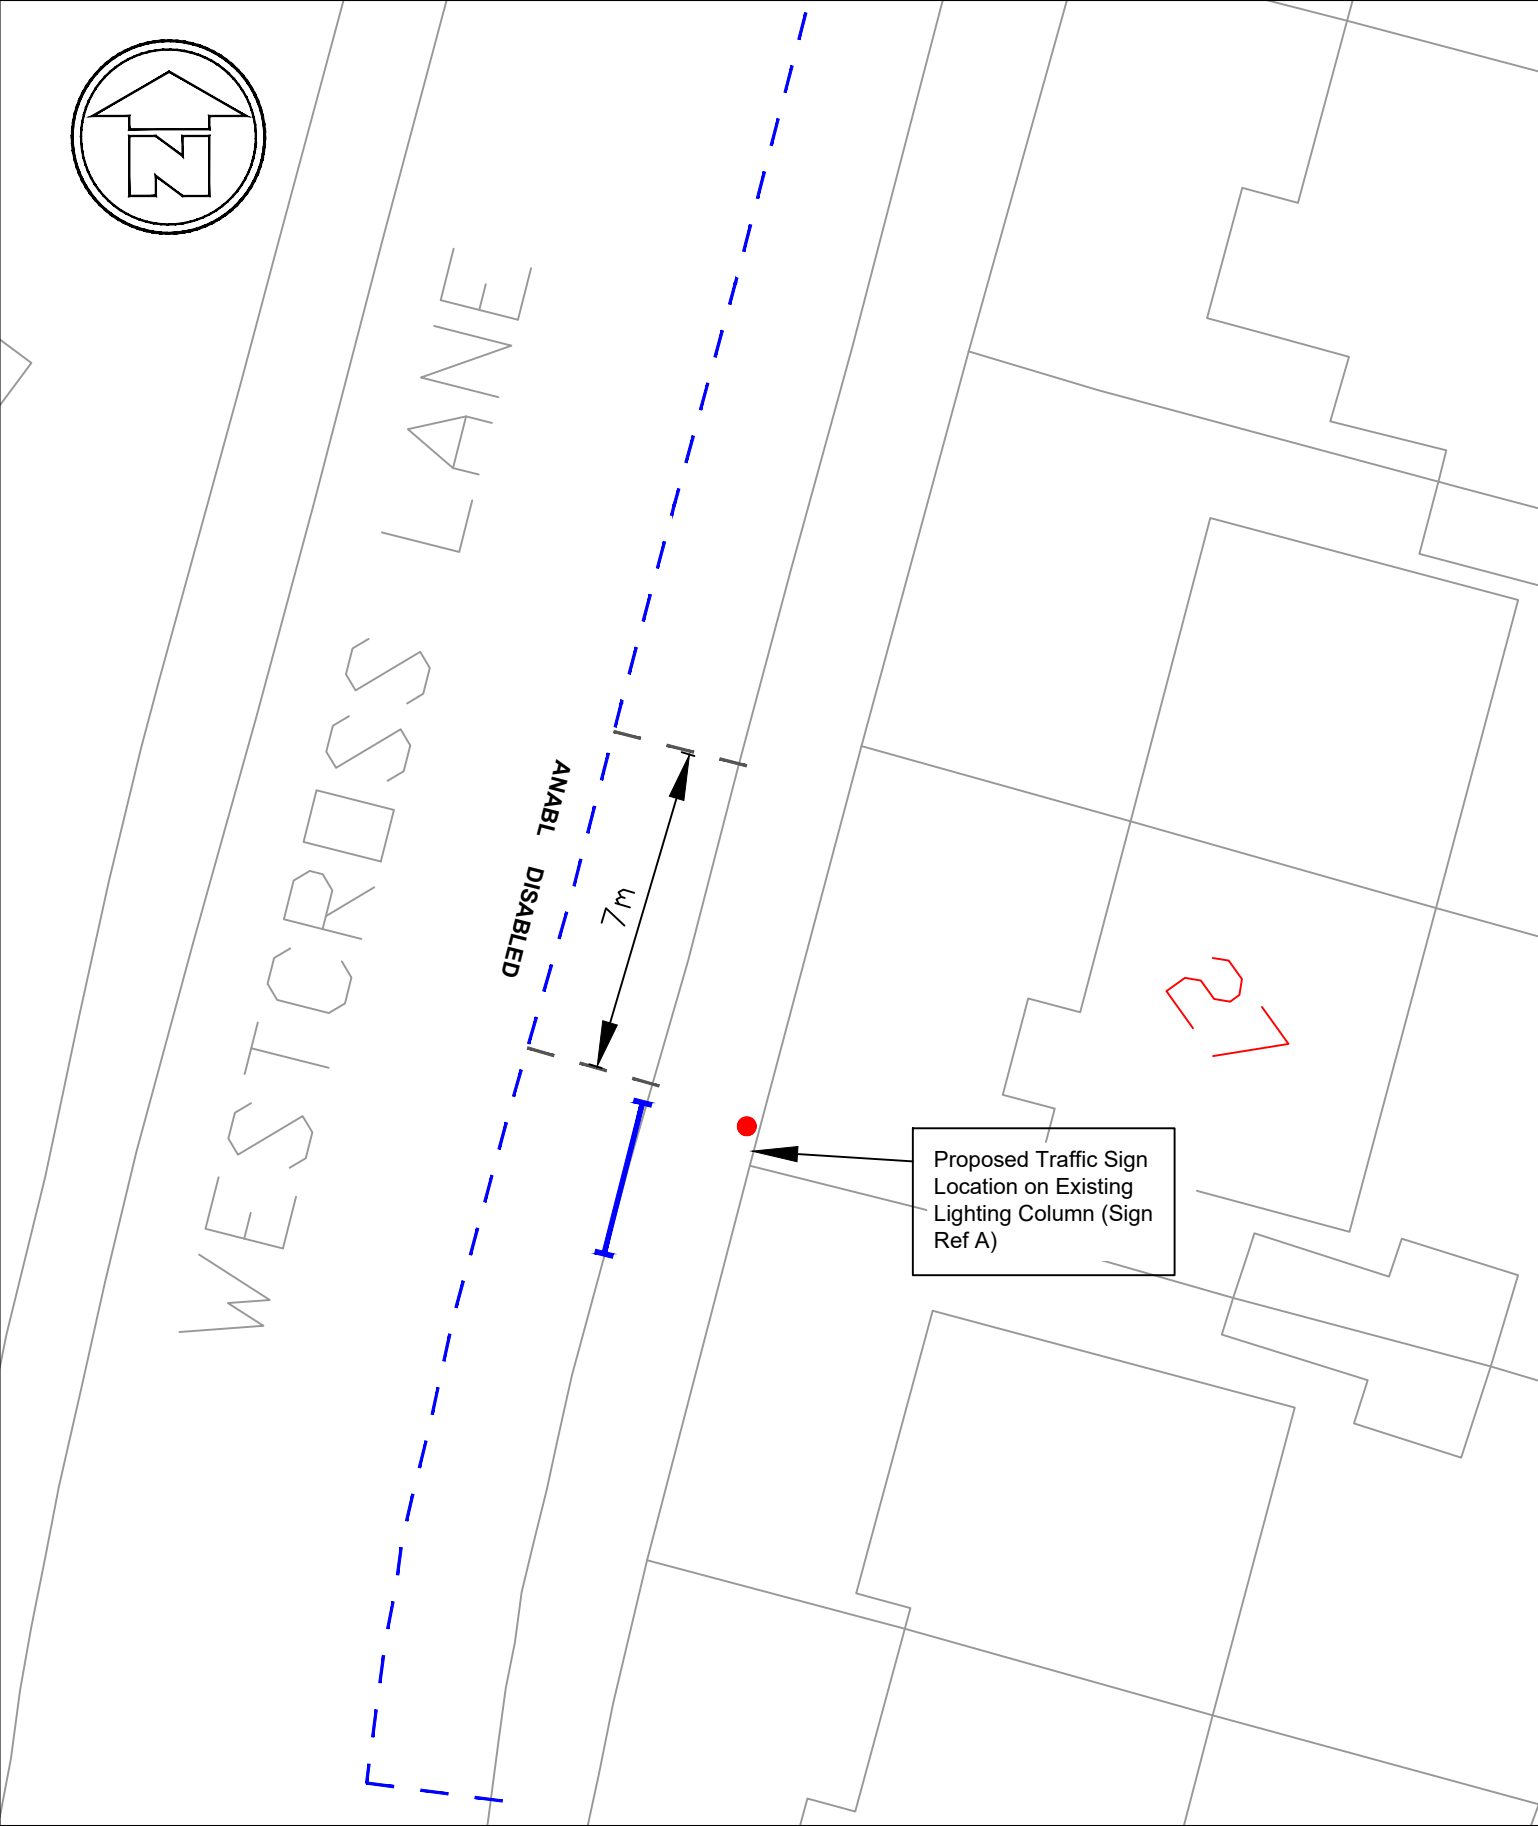 N
WESTCROSS LANE
ANABL DISABLED
7m
27
Proposed Traffic Sign
Location on Existing
Lighting Column (Sign
Ref A)